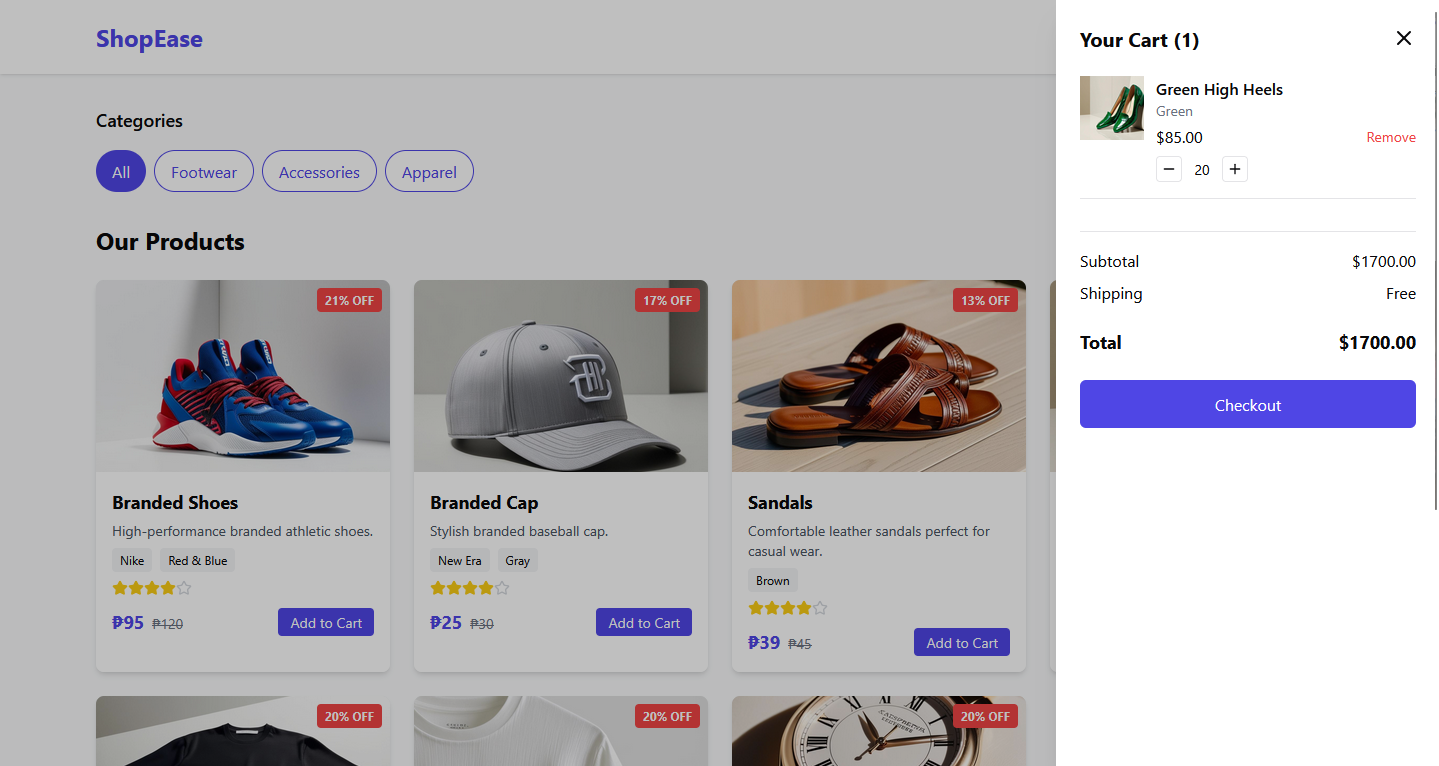 ShopEase
Categories
All
Footwear
Accessories
Apparel
Our Products
21% OFF
Branded Shoes
High-performance branded athletic shoes.
Nike
Red & Blue
₱95 ₱120
Add to Cart
17% OFF
Branded Cap
Stylish branded baseball cap.
New Era
Gray
₱25 ₱30
Add to Cart
13% OFF
Sandals
Comfortable leather sandals perfect for
casual wear.
Brown
₱39 ₱45
Add to Cart
20% OFF
20% OFF
20% OFF
Your Cart (1)
Green High Heels
Green
$85.00
Remove
20
Subtotal $1700.00
Shipping Free
Total $1700.00
Checkout